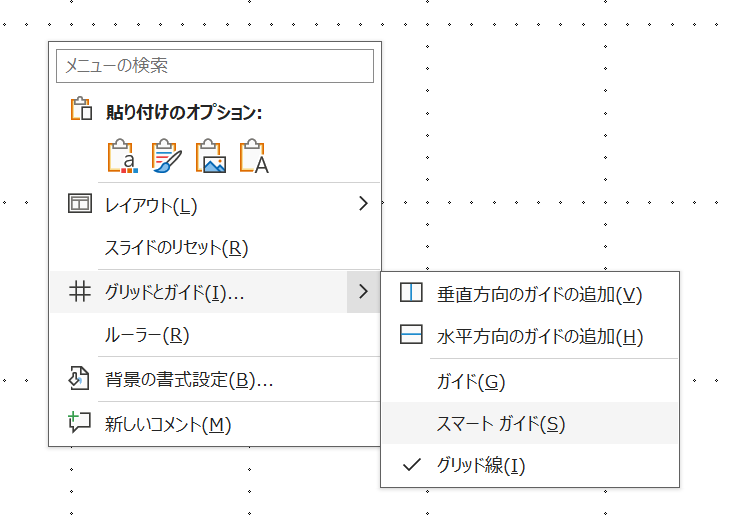 メニューの検索
貼り付けのオプション:
レイアウト(L)
スライドのリセット(R)
グリッドとガイド(I)...
ルーラー(R)
背景の書式設定(B)...
新しいコメント(M)
垂直方向のガイドの追加(V)
水平方向のガイドの追加(H)
ガイド(G)
スマート ガイド(S)
グリッド線(I)